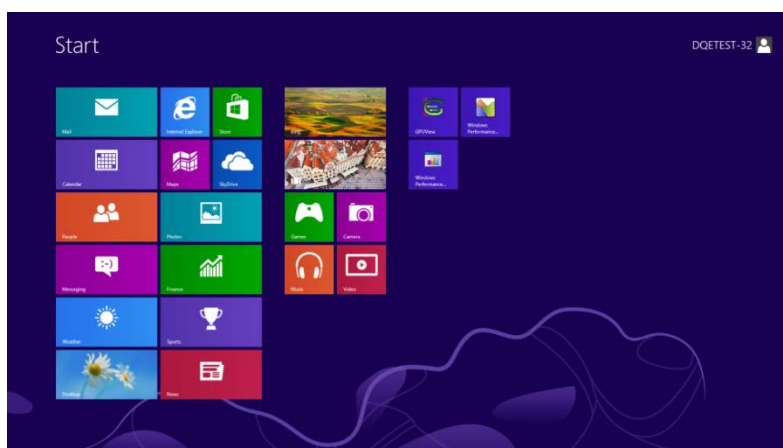 Start
DQETEST-32
Mail
Internet Explorer
Store
Bing
GPUView
Windows Performance...
Calendar
Maps
SkyDrive
Windows Performance...
People
Photos
Games
Camera
Messaging
Finance
Music
Video
Weather
Sports
Desktop
News